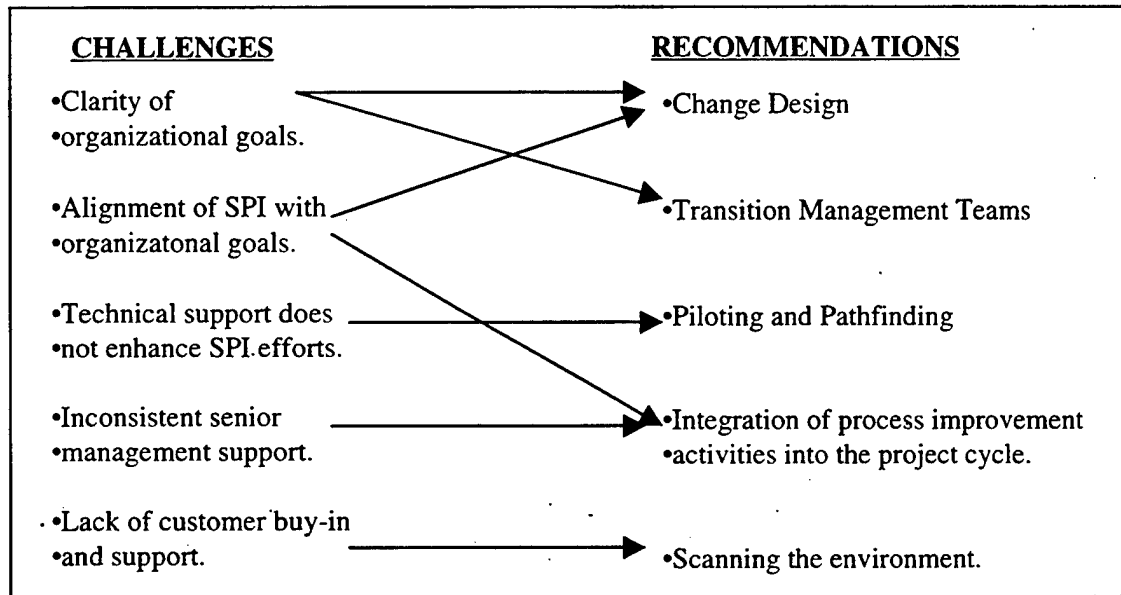 CHALLENGES
•Clarity of
•organizational goals.
•Alignment of SPI with
•organizatonal goals.
•Technical support does
•not enhance SPI efforts.
•Inconsistent senior
•management support.
•Lack of customer buy-in
•and support.
RECOMMENDATIONS
•Change Design
•Transition Management Teams
•Piloting and Pathfinding
•Integration of process improvement
•activities into the project cycle.
•Scanning the environment.